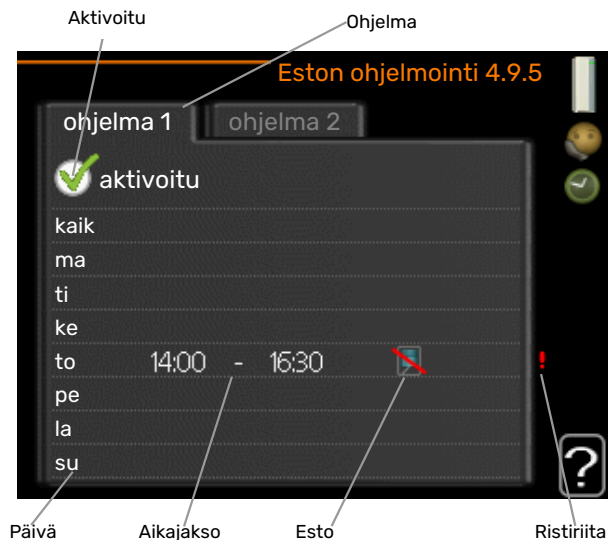 Aktivoitu
Ohjelma
Eston ohjelmointi 4.9.5
ohjelma 1
ohjelma 2
aktivoitu
kaik
ma
ti
ke
to 14:00 - 16:30 !
pe
la
su
?
Päivä Aikajakso Esto Ristiriita